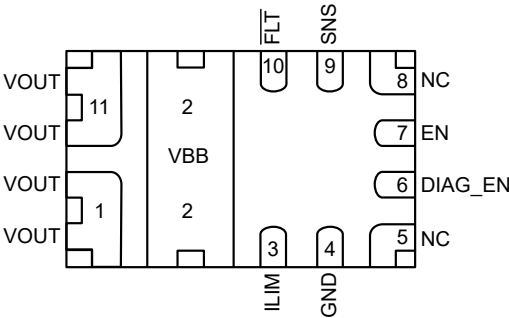 FLT SNS
10 9
VOUT 8 NC
11 2
VOUT 7 EN
VBB
VOUT 6 DIAG_EN
1 2
VOUT 3 4 5 NC
ILIM GND